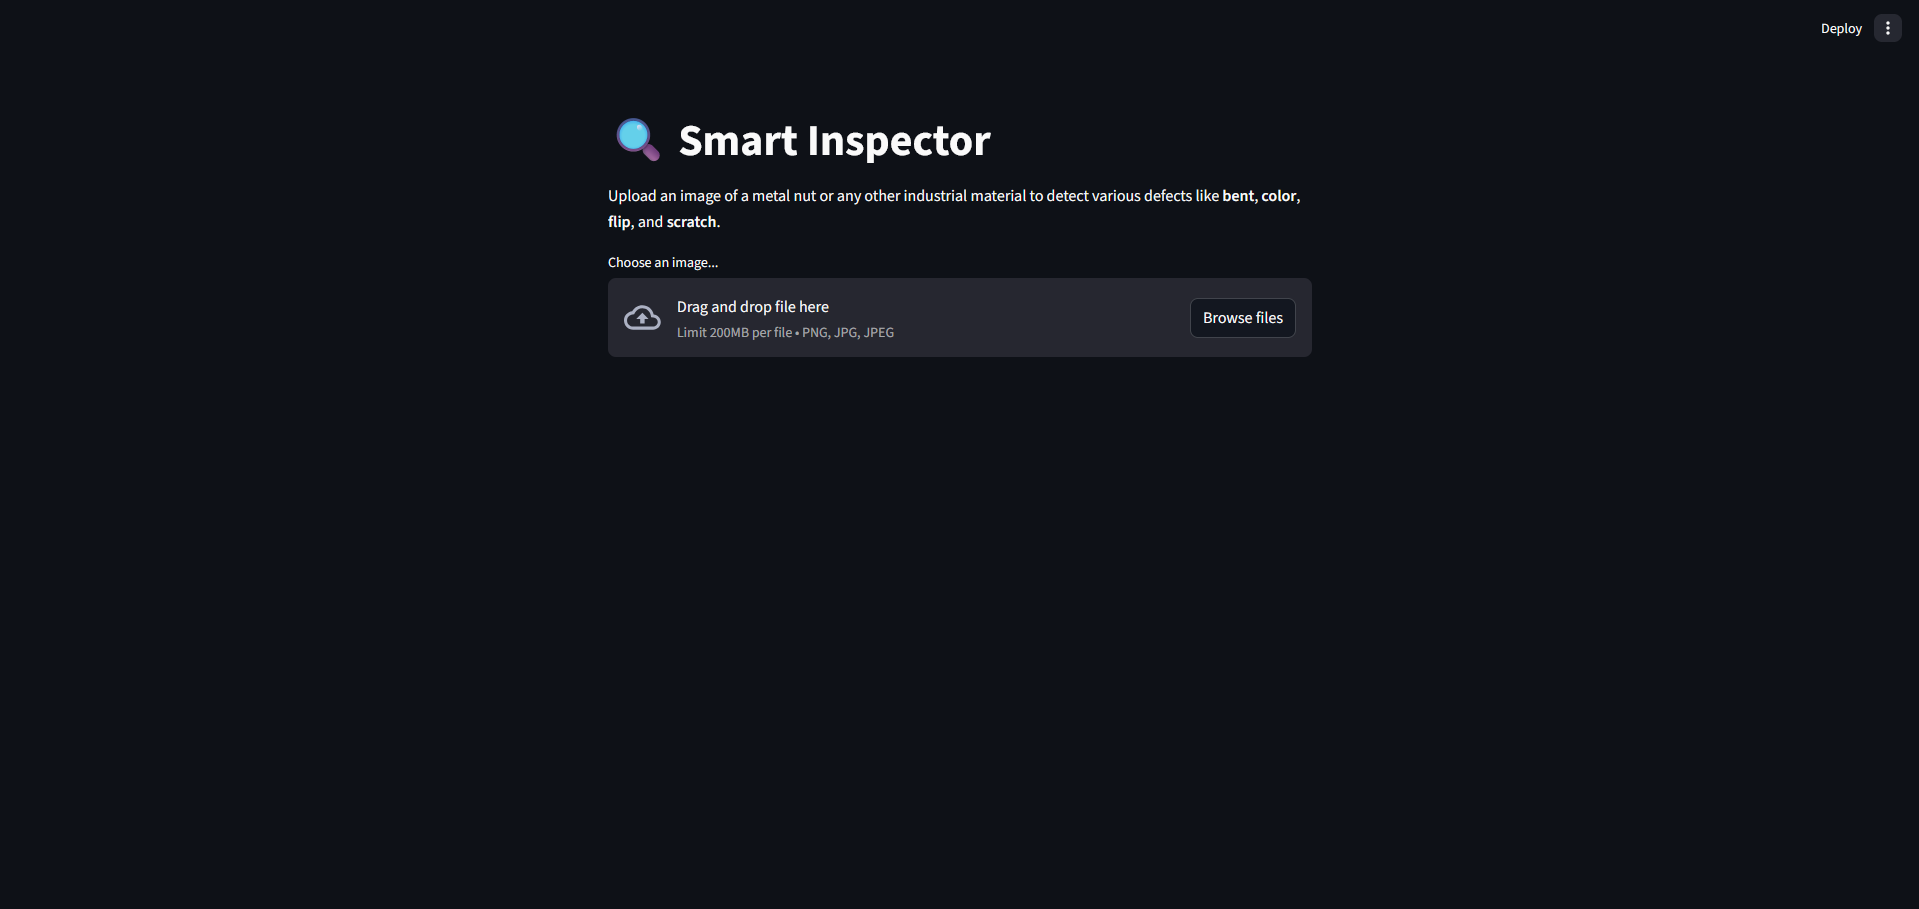 Deploy
Smart Inspector
Upload an image of a metal nut or any other industrial material to detect various defects like bent, color,
flip, and scratch.
Choose an image...
Drag and drop file here
Limit 200MB per file • PNG, JPG, JPEG
Browse files